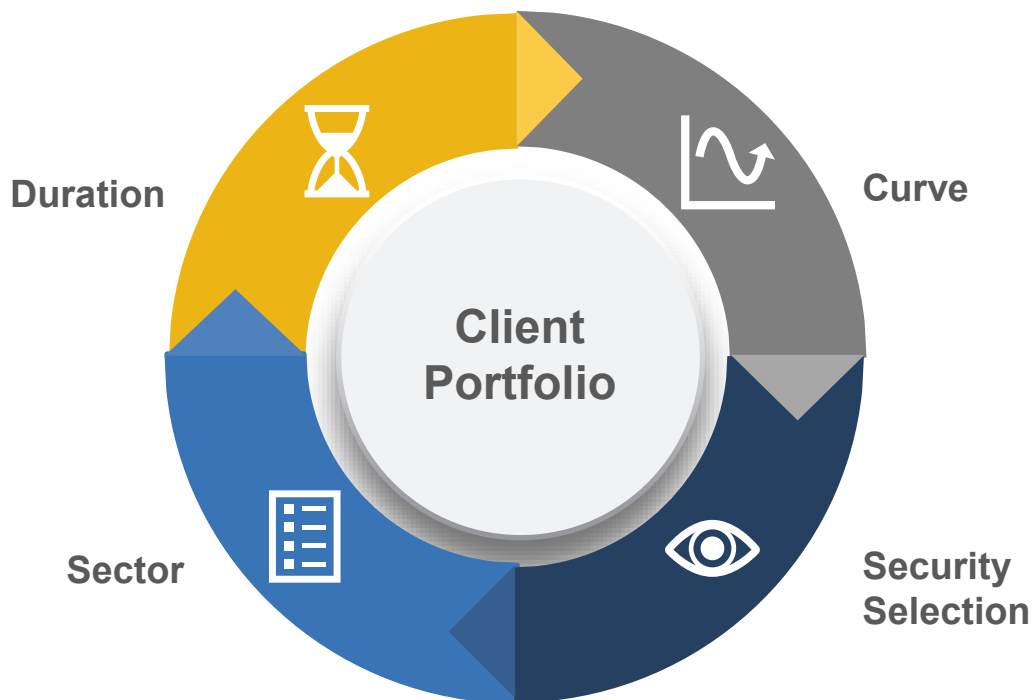 Duration
Curve
Client
Portfolio
Sector
Security
Selection